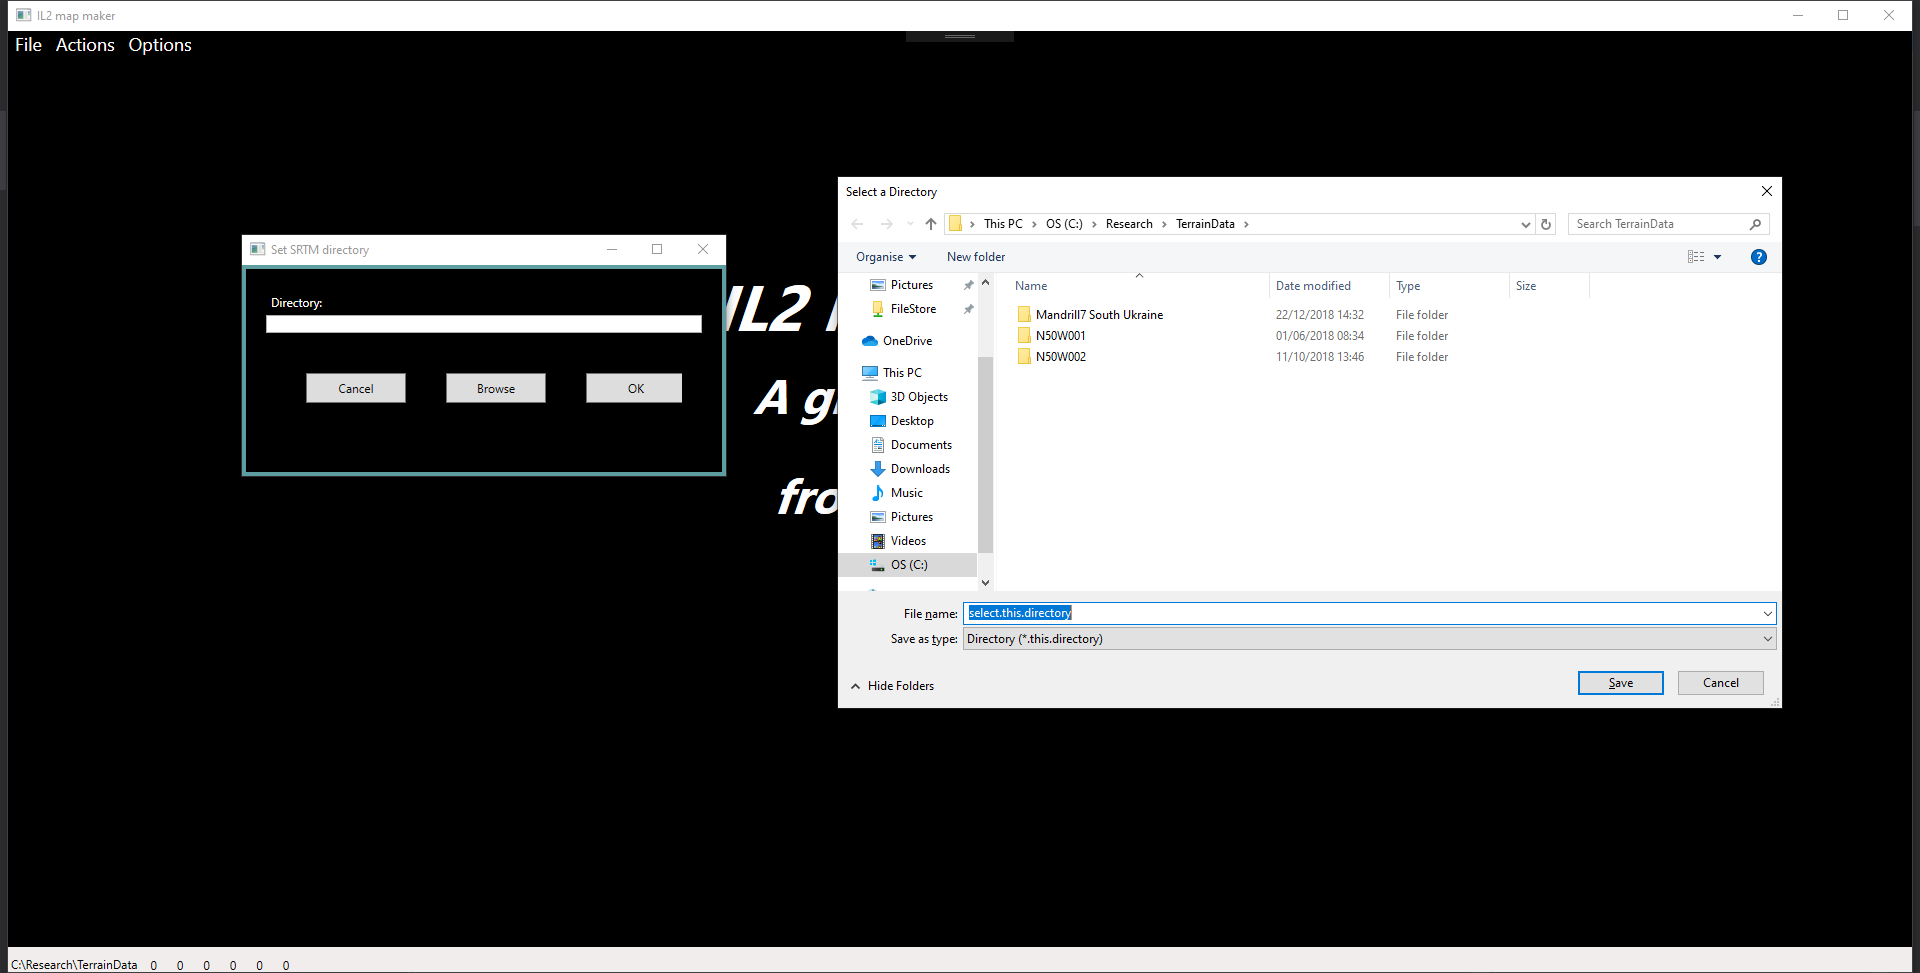 IL2 map maker
File Actions Options
Set SRTM directory
Directory:
Cancel Browse OK
IL2
A g
fro
Select a Directory
This PC > OS (C:) > Research > TerrainData >
Search TerrainData
Organise New folder
?
Pictures
FileStore
OneDrive
This PC
3D Objects
Desktop
Documents
Downloads
Music
Pictures
Videos
OS (C:)
Name Date modified Type Size
Mandrill7 South Ukraine 22/12/2018 14:32 File folder
N50W001 01/06/2018 08:34 File folder
N50W002 11/10/2018 13:46 File folder
File name: select.this.directory
Save as type: Directory (*.this.directory)
Hide Folders
Save Cancel
C:\Research\TerrainData 0 0 0 0 0 0